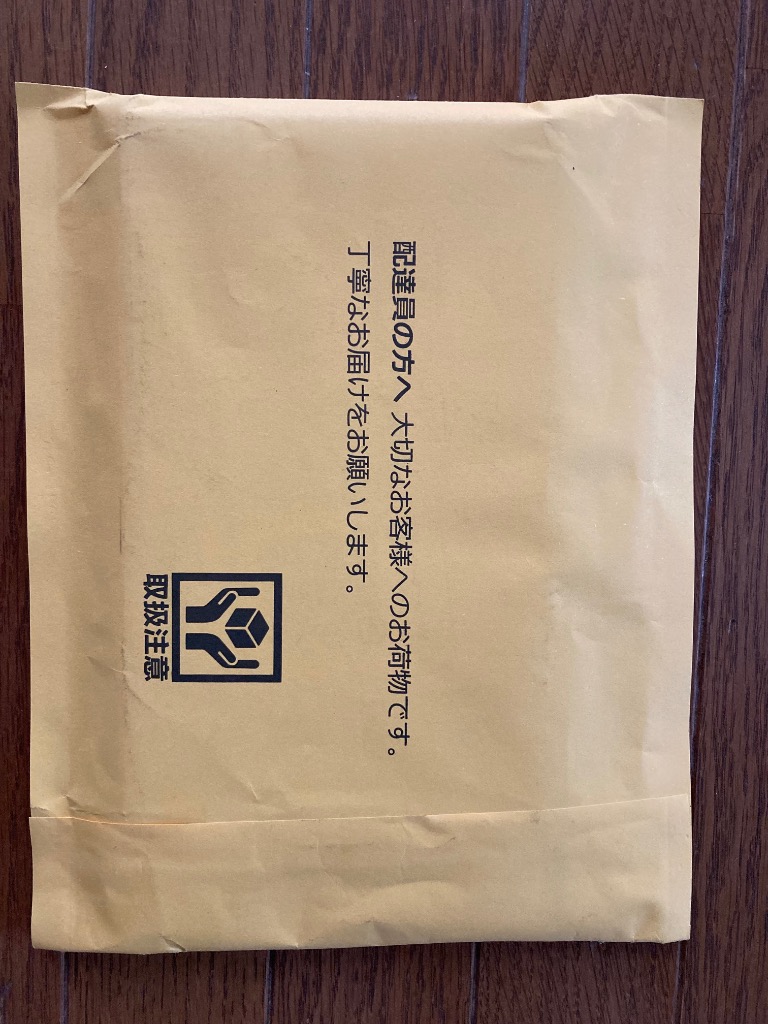 配達員の方へ 大切なお客様へのお荷物です。
丁寧なお届けをお願いします。
取扱注意